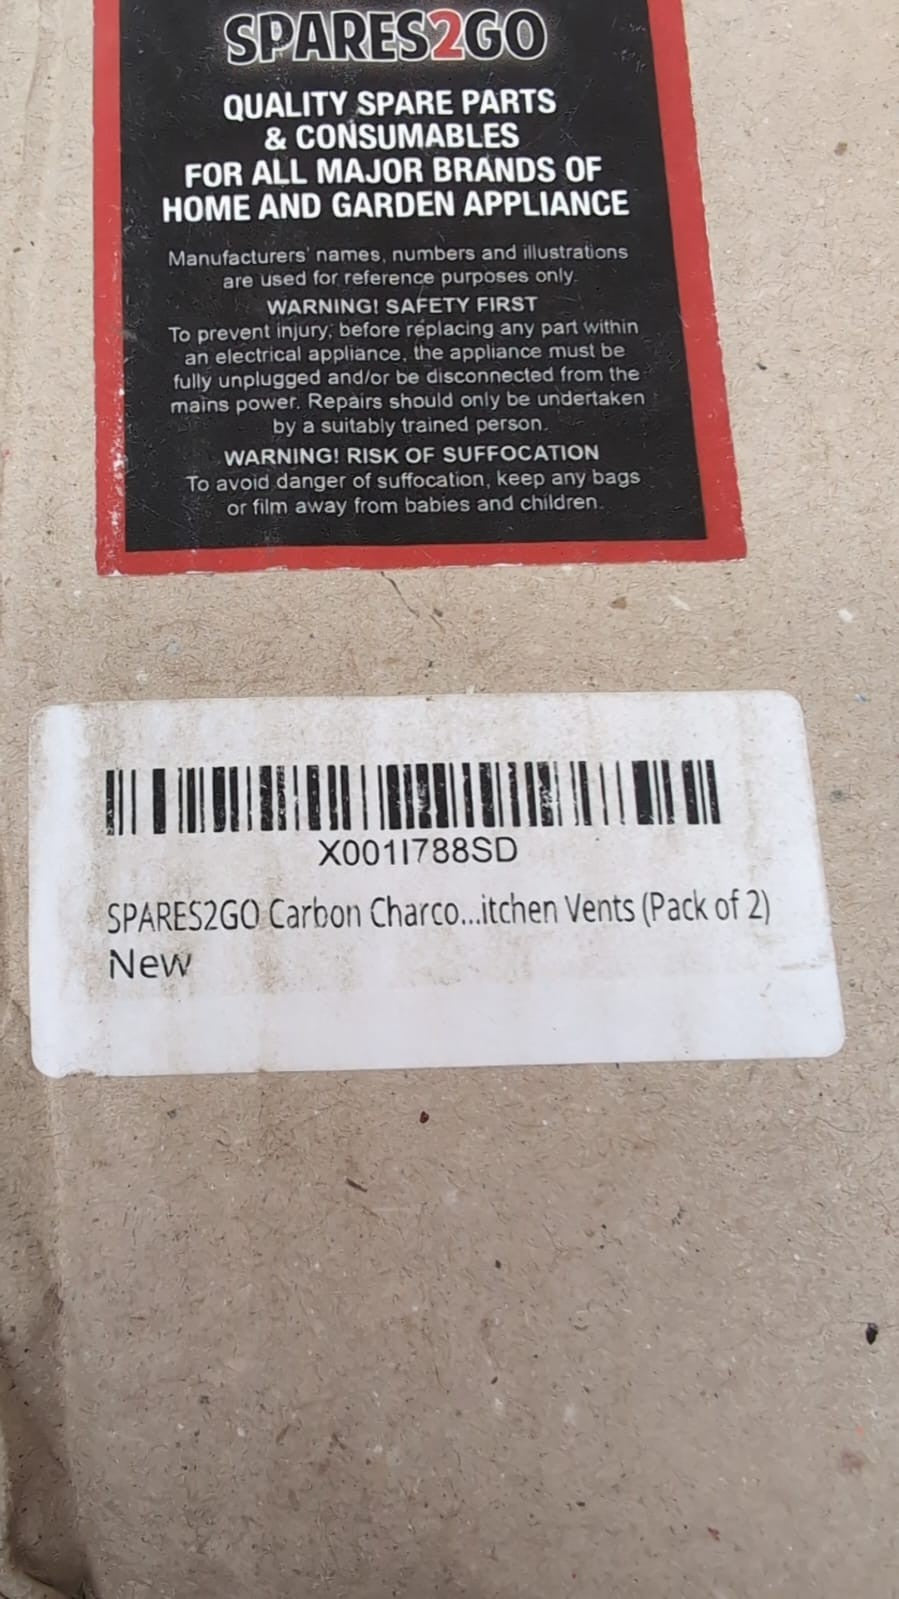 SPARES2GO
QUALITY SPARE PARTS
& CONSUMABLES
FOR ALL MAJOR BRANDS OF
HOME AND GARDEN APPLIANCE
Manufacturers' names, numbers and illustrations
are used for reference purposes only.
WARNING! SAFETY FIRST
To prevent injury, before replacing any part within
an electrical appliance, the appliance must be
fully unplugged and/or be disconnected from the
mains power. Repairs should only be undertaken
by a suitably trained person.
WARNING! RISK OF SUFFOCATION
To avoid danger of suffocation, keep any bags
or film away from babies and children.
X001I788SD
SPARES2GO Carbon Charco...itchen Vents (Pack of 2)
New